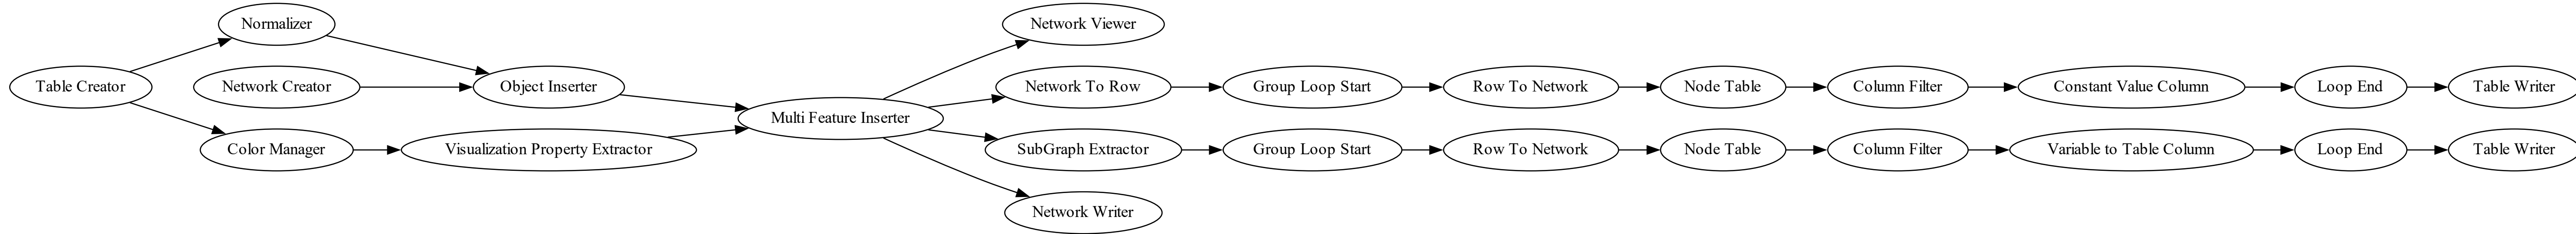 Normalizer
Network Viewer
Table Creator
Network Creator
Object Inserter
Network To Row
Group Loop Start
Row To Network
Node Table
Column Filter
Constant Value Column
Loop End
Table Writer
Multi Feature Inserter
Color Manager
Visualization Property Extractor
SubGraph Extractor
Group Loop Start
Row To Network
Node Table
Column Filter
Variable to Table Column
Loop End
Table Writer
Network Writer